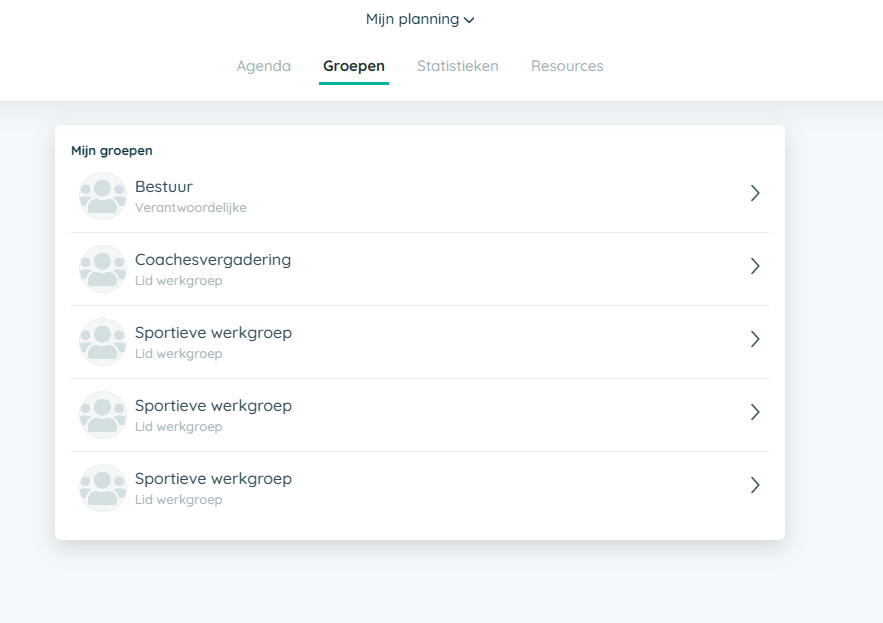 Mijn planning
Agenda Groepen Statistieken Resources
Mijn groepen
Bestuur
Verantwoordelijke
Coachesvergadering
Lid werkgroep
Sportieve werkgroep
Lid werkgroep
Sportieve werkgroep
Lid werkgroep
Sportieve werkgroep
Lid werkgroep